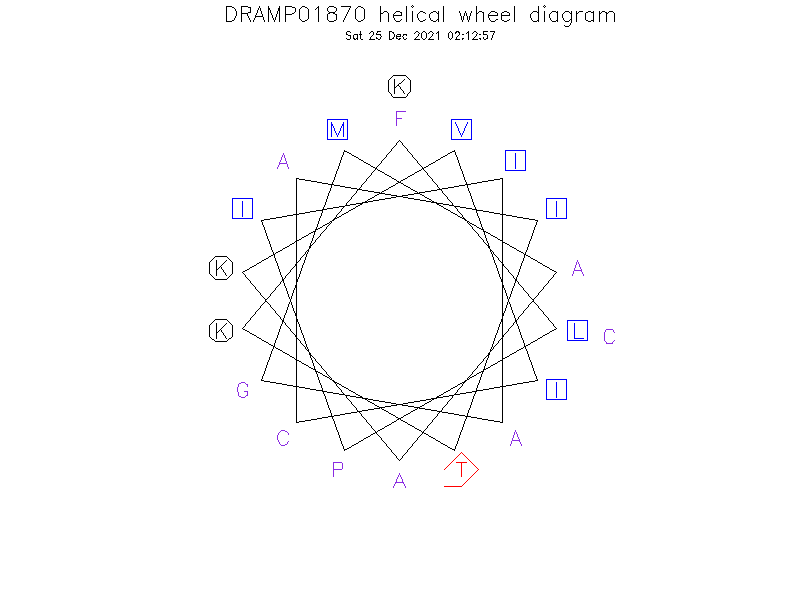 DRAMP01870 helical wheel diagram
Sat 25 Dec 2021 02:12:57
K
F
M V
A I
I I
K A
K L C
G I
C A
P T
A